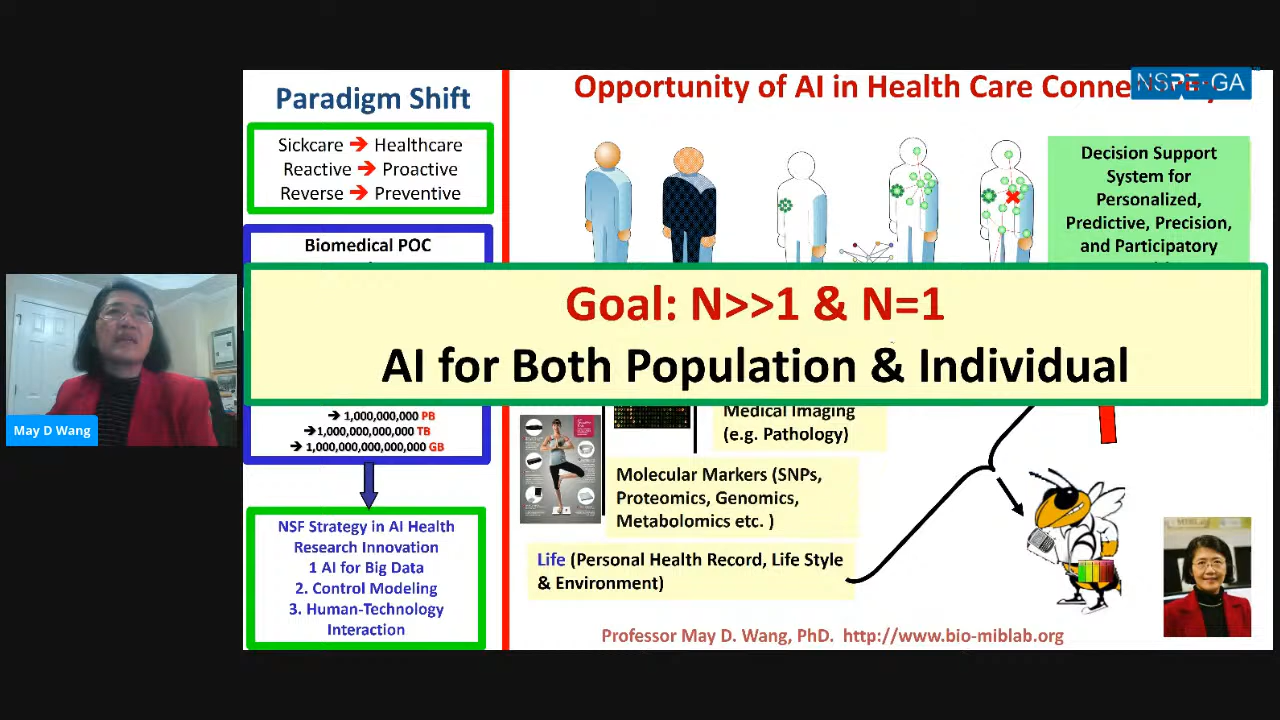 Paradigm Shift
Sickcare → Healthcare
Reactive → Proactive
Reverse → Preventive
Biomedical POC
Opportunity of AI in Health Care
NSPE-GA
Decision Support
System for
Personalized,
Predictive, Precision,
and Participatory
Goal: N>>1 & N=1
AI for Both Population & Individual
→ 1,000,000,000 PB
→1,000,000,000,000 TB
→ 1,000,000,000,000,000 GB
NSF Strategy in AI Health
Research Innovation
1 AI for Big Data
2. Control Modeling
3. Human-Technology
Interaction
Medical Imaging
(e.g. Pathology)
Molecular Markers (SNPs,
Proteomics, Genomics,
Metabolomics etc. )
Life (Personal Health Record, Life Style
& Environment)
Professor May D. Wang, PhD. http://www.bio-miblab.org
May D Wang